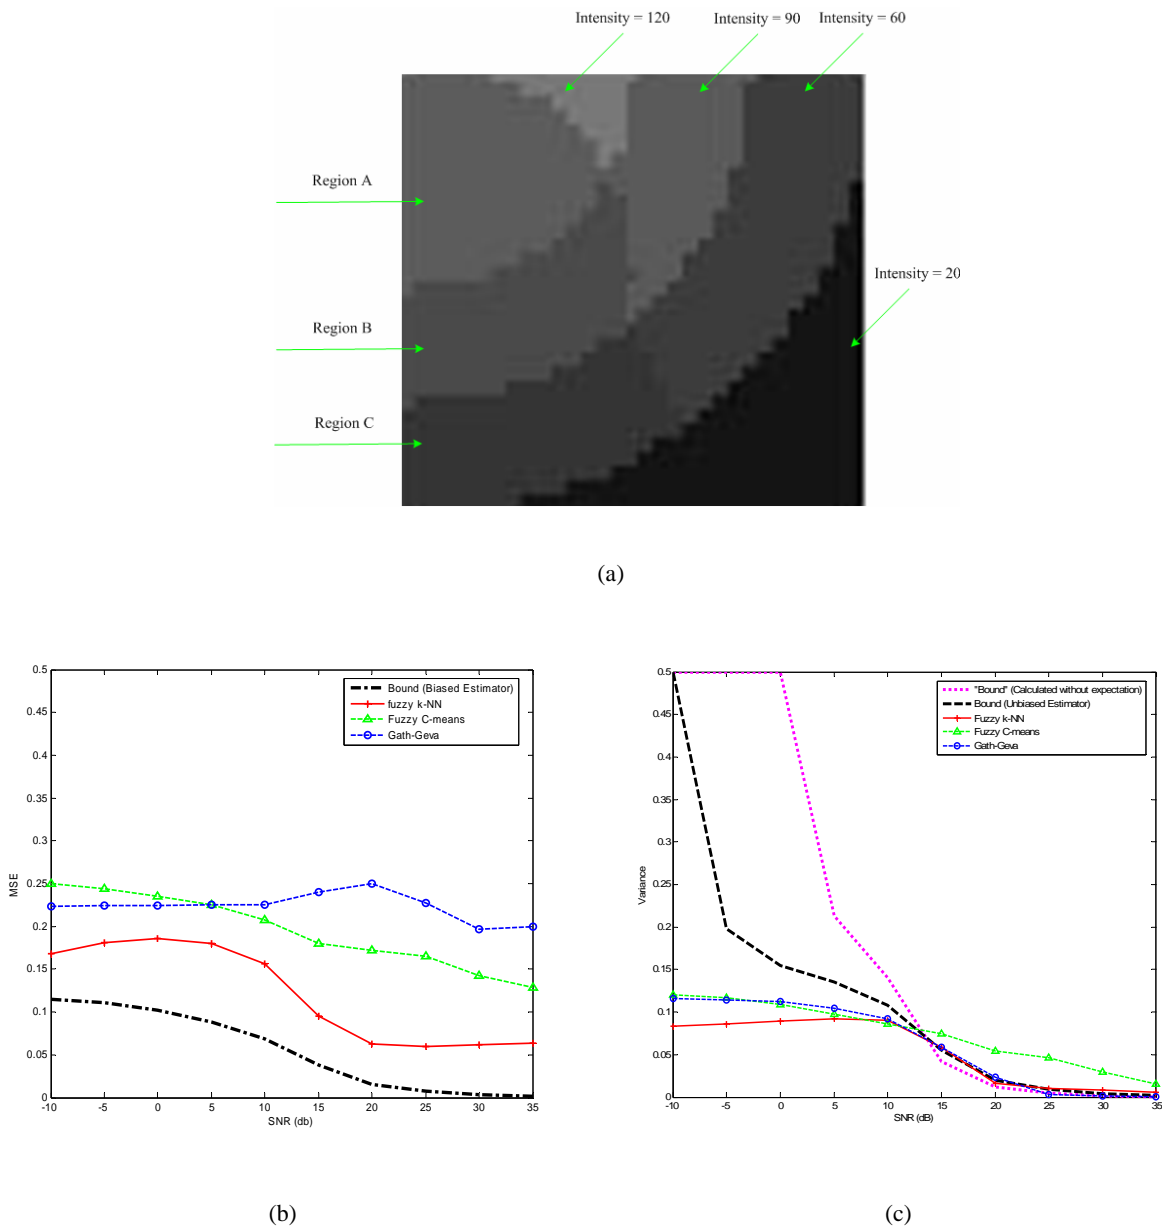 Intensity = 120
Intensity = 90
Intensity = 60
Region A
Intensity = 20
Region B
Region C
(a)
0.5
0.45
0.4
0.35
0.3
0.25
0.2
0.15
0.1
0.05
0
MSE
-10 -5 0 5 10 15 20 25 30 35
SNR (db)
Bound (Biased Estimator)
fuzzy k-NN
Fuzzy C-means
Gath-Geva
(b)
0.5
0.45
0.4
0.35
0.3
0.25
0.2
0.15
0.1
0.05
0
Variance
-10 -5 0 5 10 15 20 25 30 35
SNR (dB)
"Bound" (Calculated without expectation)
Bound (Unbiased Estimator)
Fuzzy k-NN
Fuzzy C-means
Gath-Geva
(c)